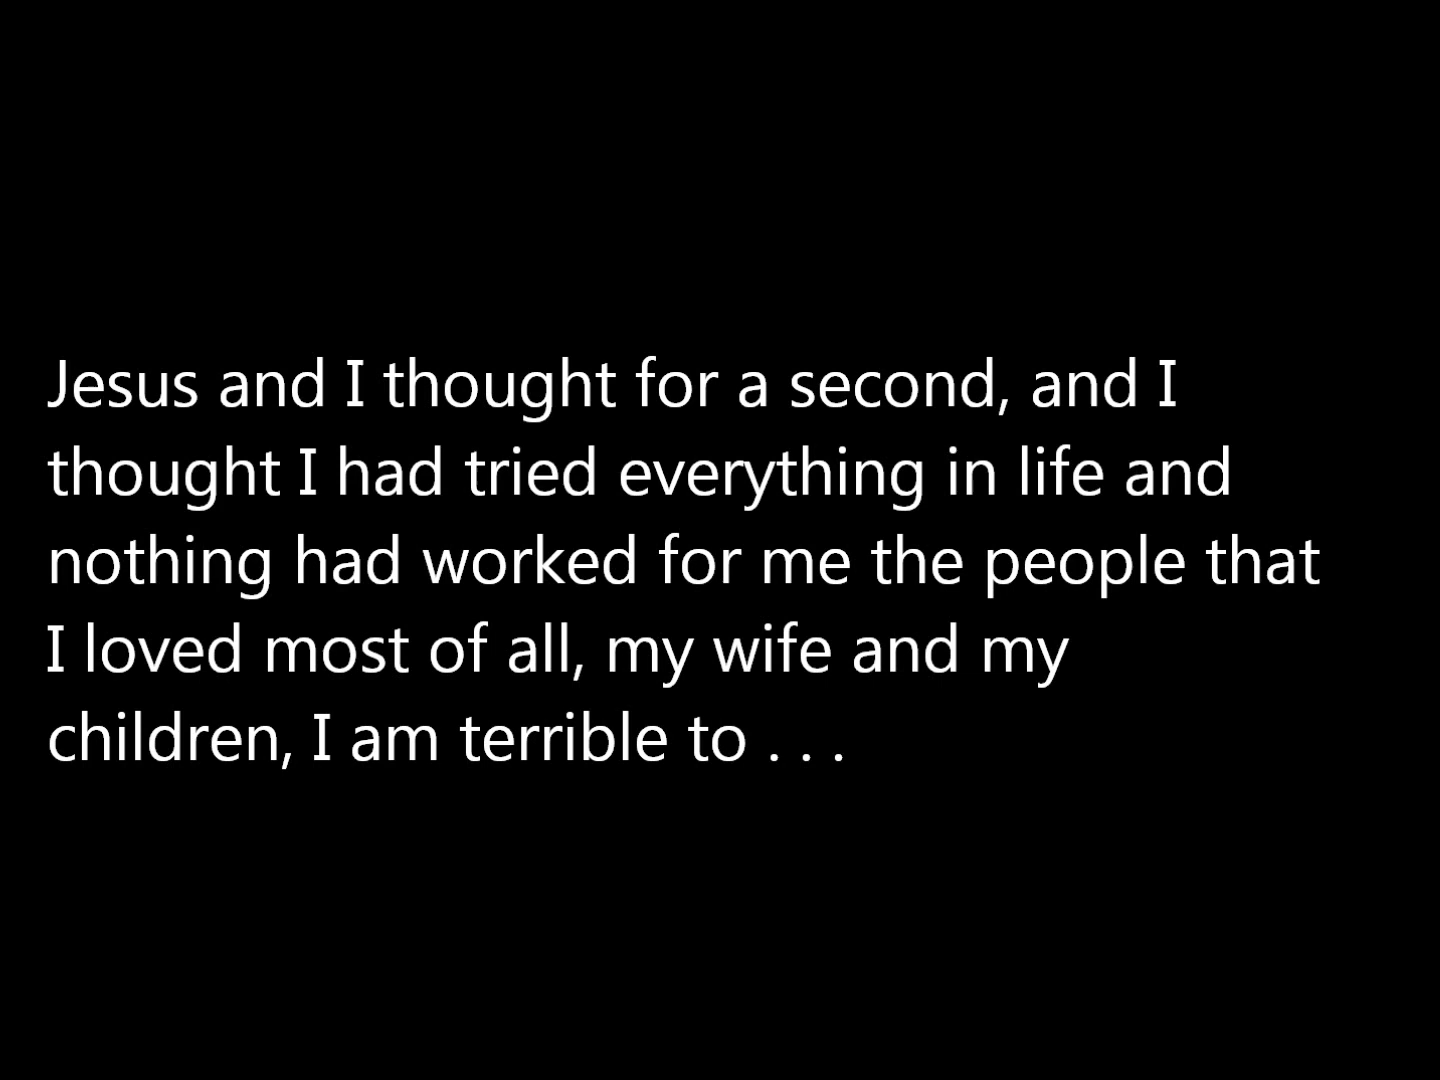 Jesus and I thought for a second, and I
thought I had tried everything in life and
nothing had worked for me the people that
I loved most of all, my wife and my
children, I am terrible to . . .